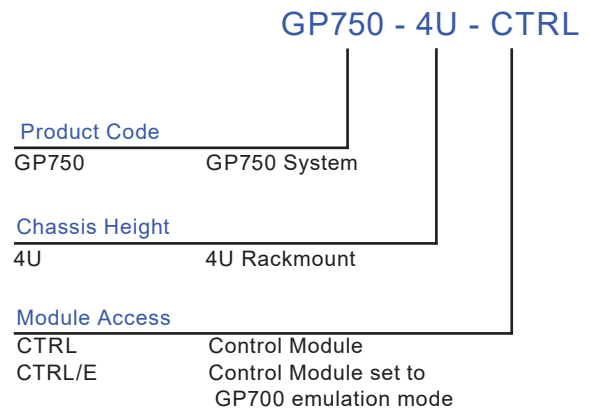 GP750 - 4U - CTRL
Product Code
GP750 GP750 System
Chassis Height
4U 4U Rackmount
Module Access
CTRL Control Module
CTRL/E Control Module set to
GP700 emulation mode